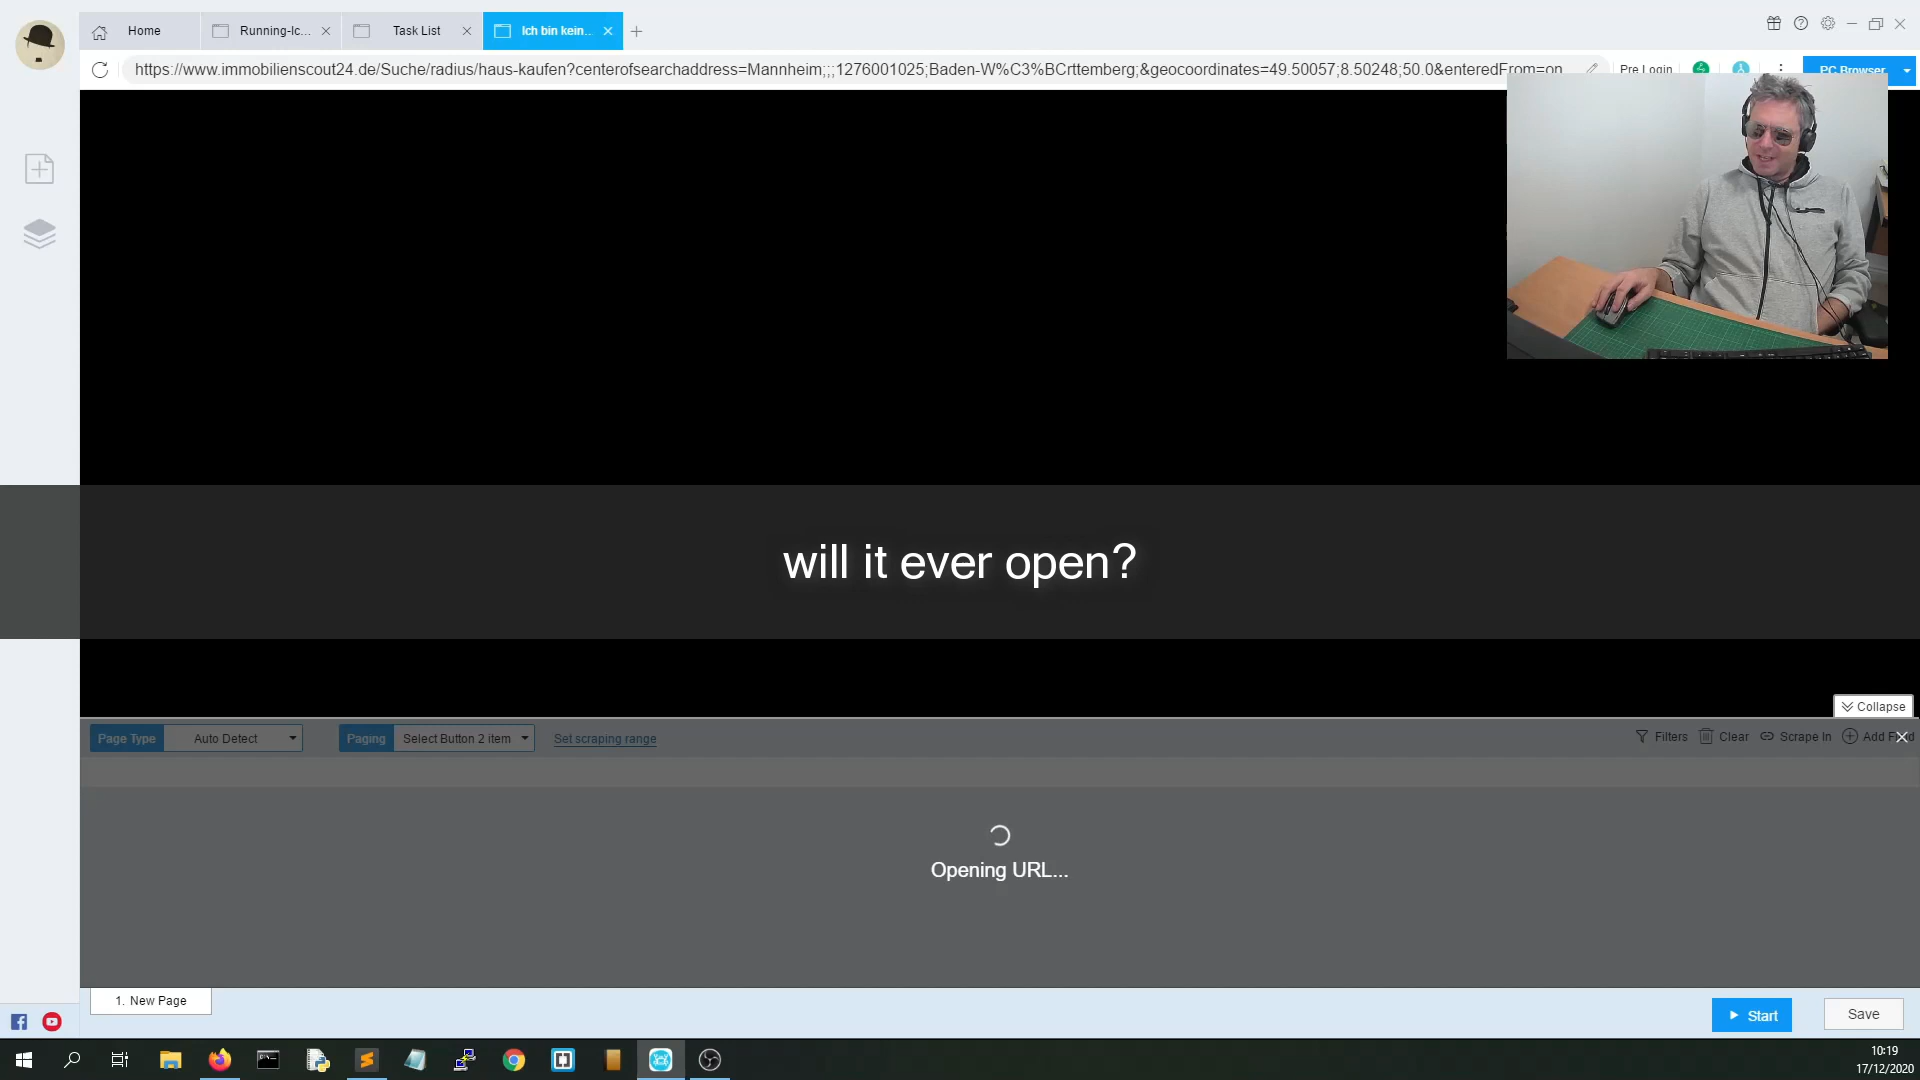 Home
Running-Ic...
Task List
Ich bin kein...
https://www.immobilienscout24.de/Suche/radius/haus-kaufen?centerofsearchaddress=Mannheim;;;1276001025;Baden-W%C3%BCrttemberg;&geocoordinates=49.50057;8.50248;50.0&enteredFrom=on
Pre Login
PC Browser
will it ever open?
Collapse
Page Type
Auto Detect
Paging
Select Button 2 item
Set scraping range
Filters
Clear
Scrape In
Add
Opening URL...
1. New Page
Start
Save
10:19
17/12/2020